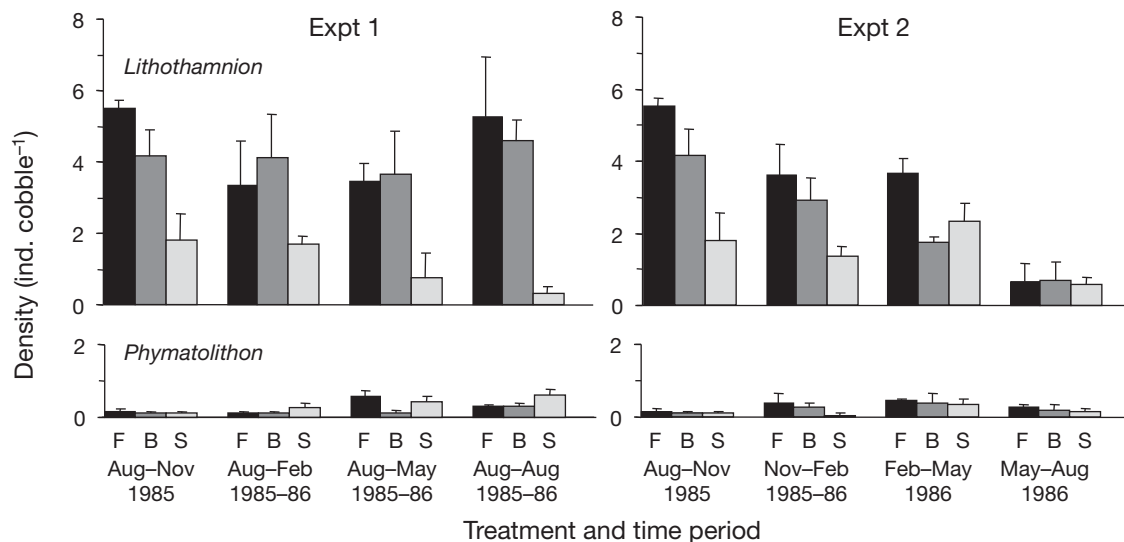 Expt 1
Expt 2
Density (ind. cobble⁻¹)
8
6
4
2
0
Lithothamnion
8
6
4
2
0
2
0
Phymatolithon
2
0
F B S F B S F B S F B S
Aug–Nov Aug–Feb Aug–May Aug–Aug
1985 1985–86 1985–86 1985–86
F B S F B S F B S F B S
Aug–Nov Nov–Feb Feb–May May–Aug
1985 1985–86 1986 1986
Treatment and time period